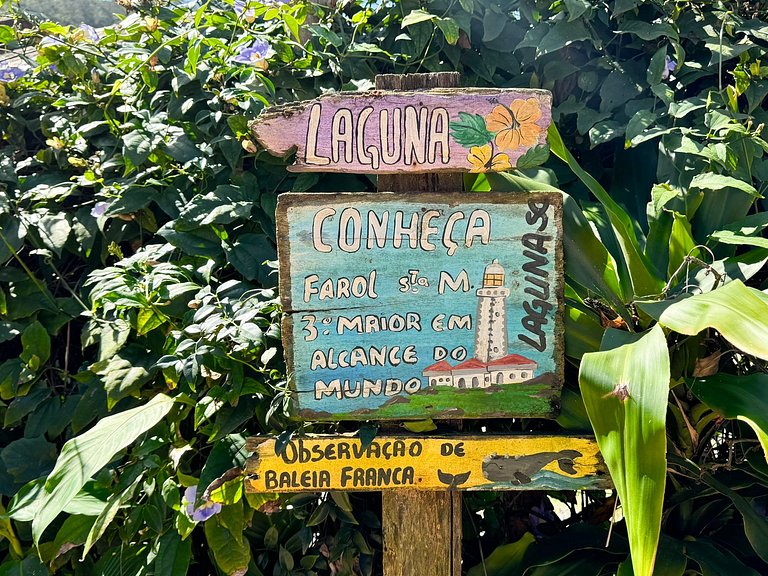 LAGUNA
CONHEÇA
FAROL STA M.
3º MAIOR EM
ALCANCE DO
MUNDO
LAGUNA SC
OBSERVAÇÃO DE
BALEIA FRANCA.